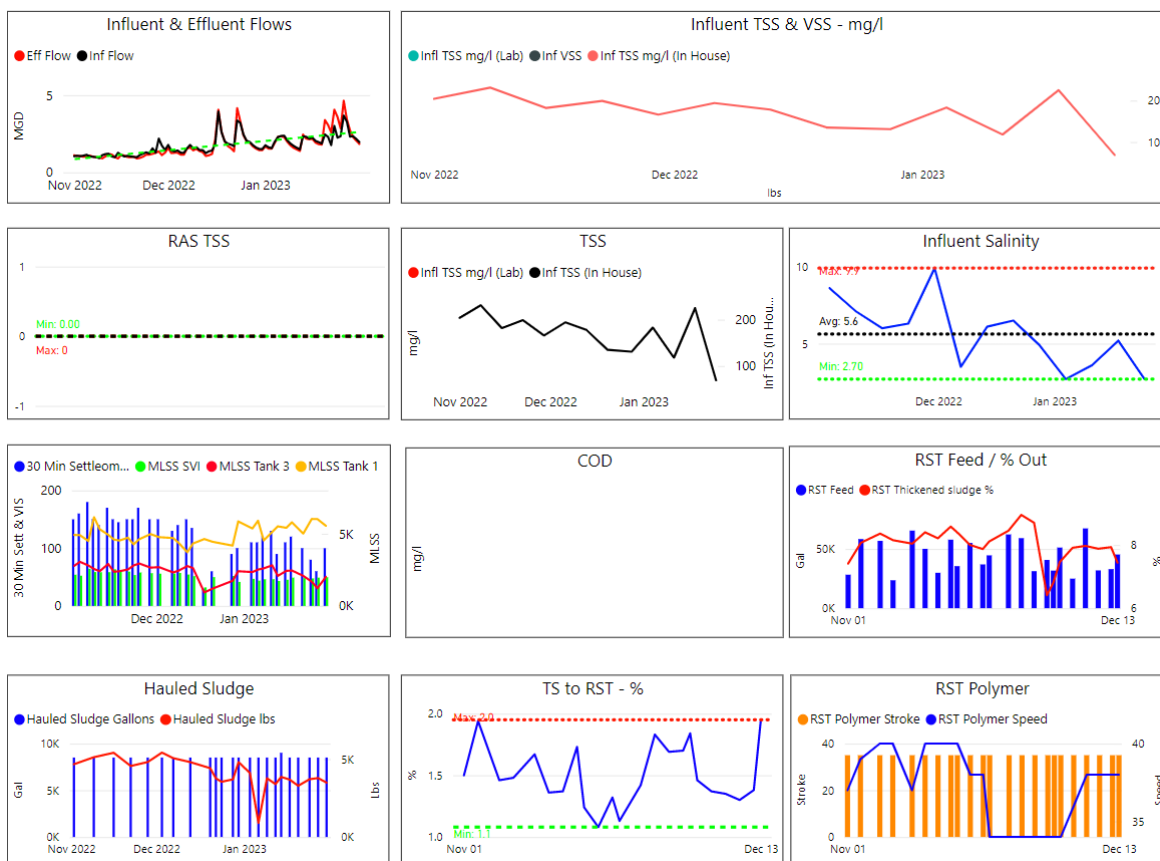 Influent & Effluent Flows
Eff Flow Inf Flow
MGD
5
0
Nov 2022 Dec 2022 Jan 2023
Influent TSS & VSS - mg/l
Infl TSS mg/l (Lab) Inf VSS Infl TSS mg/l (In House)
20
10
Nov 2022 Dec 2022 Jan 2023
lbs
RAS TSS
1
Min: 0.00
0
Max: 0
-1
TSS
Infl TSS mg/l (Lab) Inf TSS (In House)
mg/l
200
100
Inf TSS (In Hou...
Nov 2022 Dec 2022 Jan 2023
Influent Salinity
10
Max: 9.9
Avg: 5.6
5
Min: 2.70
Dec 2022 Jan 2023
30 Min Settleom... MLSS SVI MLSS Tank 3 MLSS Tank 1
30 Min Sett & VIS
200
100
0
5K
0K
MLSS
Dec 2022 Jan 2023
COD
mg/l
RST Feed / % Out
RST Feed RST Thickened sludge %
Gal
50K
0K
8
6
%
Nov 01 Dec 13
Hauled Sludge
Hauled Sludge Gallons Hauled Sludge lbs
Gal
10K
5K
0K
5K
0K
Lbs
Nov 2022 Dec 2022 Jan 2023
TS to RST - %
%
2.0
Max: 2.0
1.5
Min: 1.1
1.0
Nov 01 Dec 13
RST Polymer
RST Polymer Stroke RST Polymer Speed
Stroke
40
20
0
40
35
Speed
Nov 01 Dec 13